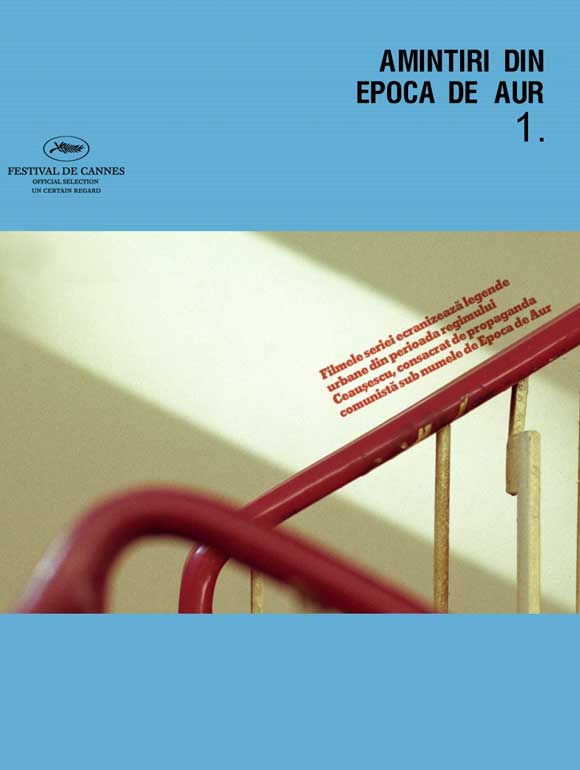 AMINTIRI DIN
EPOCA DE AUR
1.
FESTIVAL DE CANNES
OFFICIAL SELECTION
UN CERTAIN REGARD
Filmele seriei ecranizează legende
urbane din perioada regimului
Ceaușescu, consacrat de propaganda
comunistă sub numele de Epoca de Aur